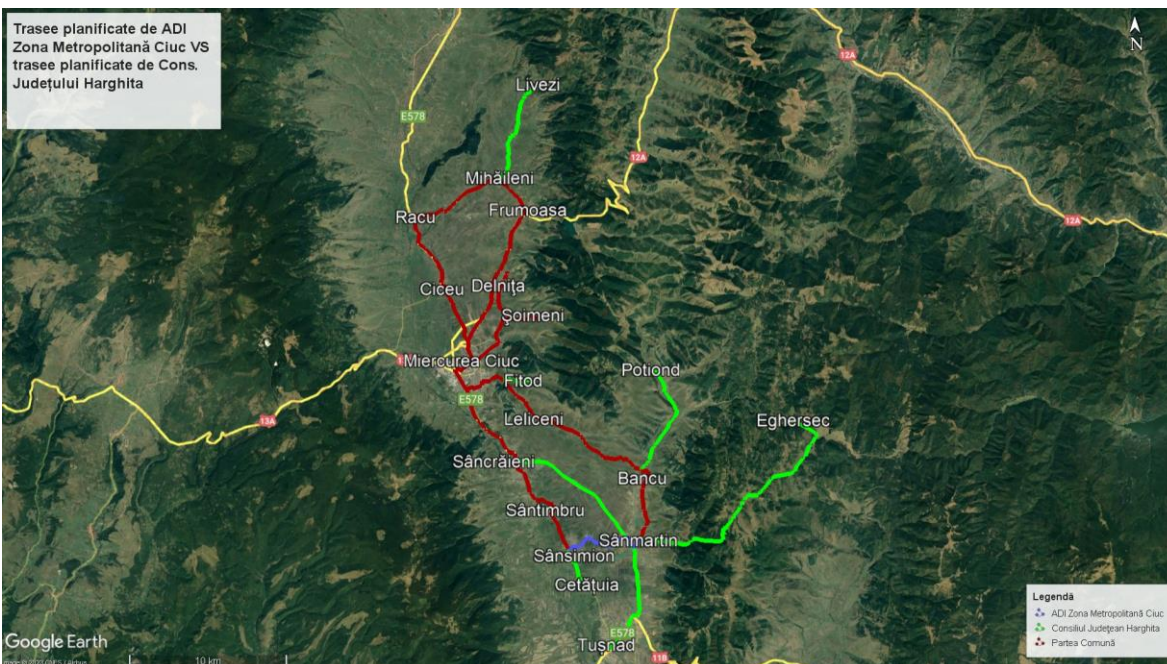 Trasee planificate de ADI
Zona Metropolitană Ciuc VS
trasee planificate de Cons.
Județului Harghita
N
12A
Livezi
E578
12A
Mihăileni
Racu
Frumoasa
12A
Ciceu
Delnița
Șoimeni
Miercurea Ciuc
Fitod
Potiond
E578
13A
Leliceni
Eghersec
Sâncrăieni
Bancu
Sântimbru
Sânmartin
Sânsimion
Cetățuia
E578
Tușnad
11B
Legendă
ADI Zona Metropolitană Ciuc
Consiliul Județean Harghita
Partea Comună
Google Earth
10 km